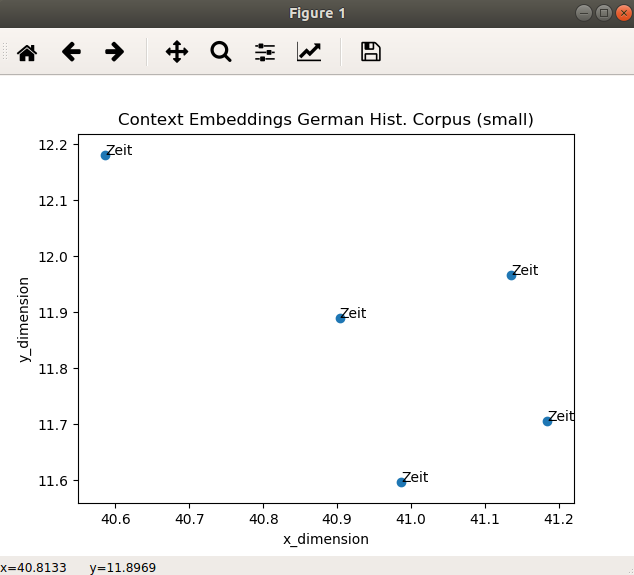 Figure 1
Context Embeddings German Hist. Corpus (small)
12.2
Zeit
12.1
12.0
Zeit
11.9
Zeit
11.8
11.7
Zeit
11.6
Zeit
y_dimension
40.6 40.7 40.8 40.9 41.0 41.1 41.2
x_dimension
x=40.8133 y=11.8969